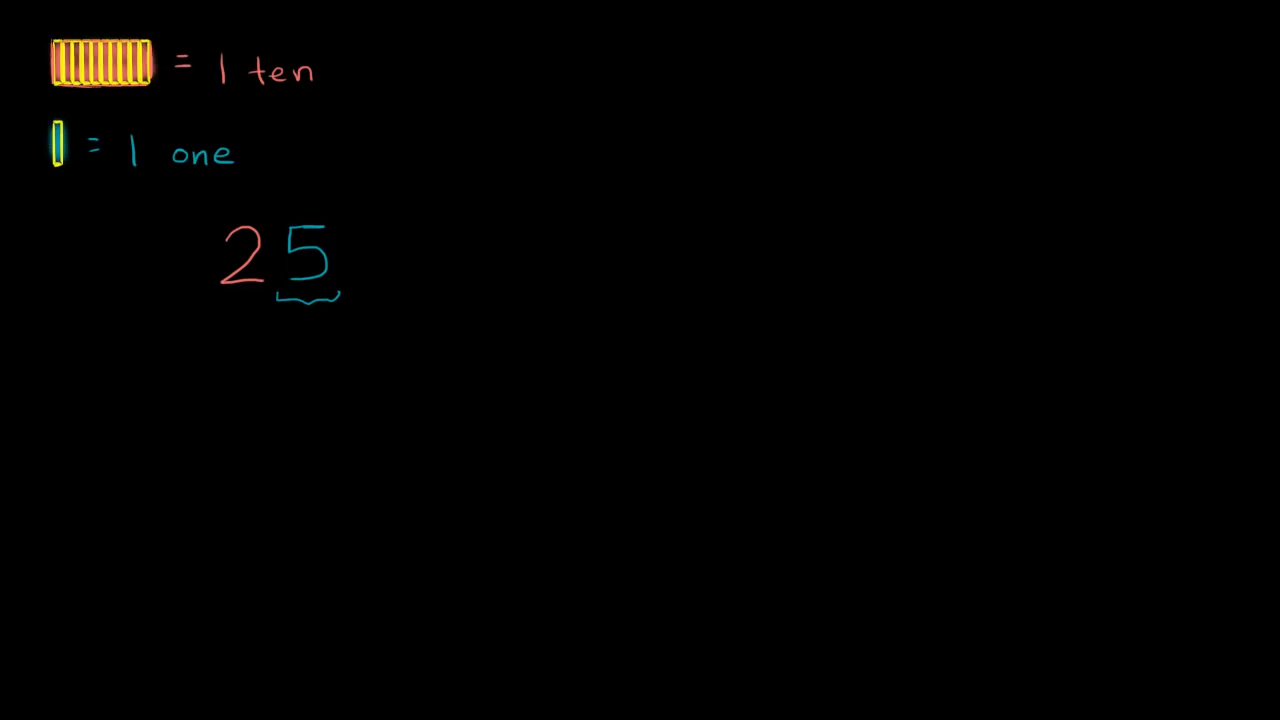 = 1 ten
= 1 one
25